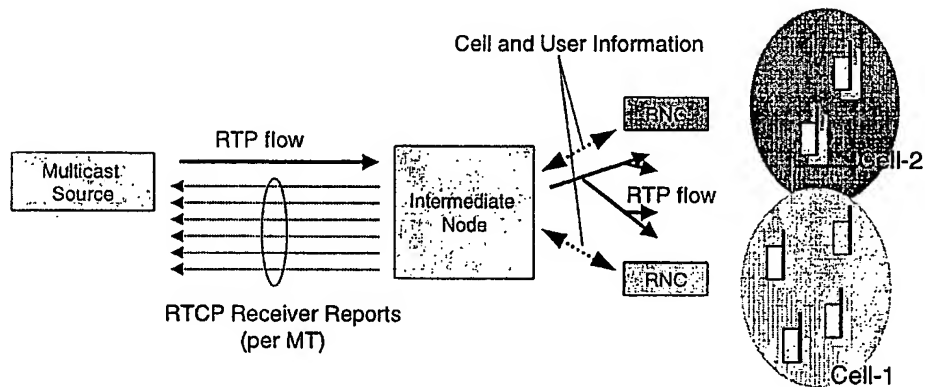 Cell and User Information
RNC
RTP flow
Cell-2
Multicast
Source
Intermediate
Node
RTP flow
RNC
RTCP Receiver Reports
(per MT)
Cell-1